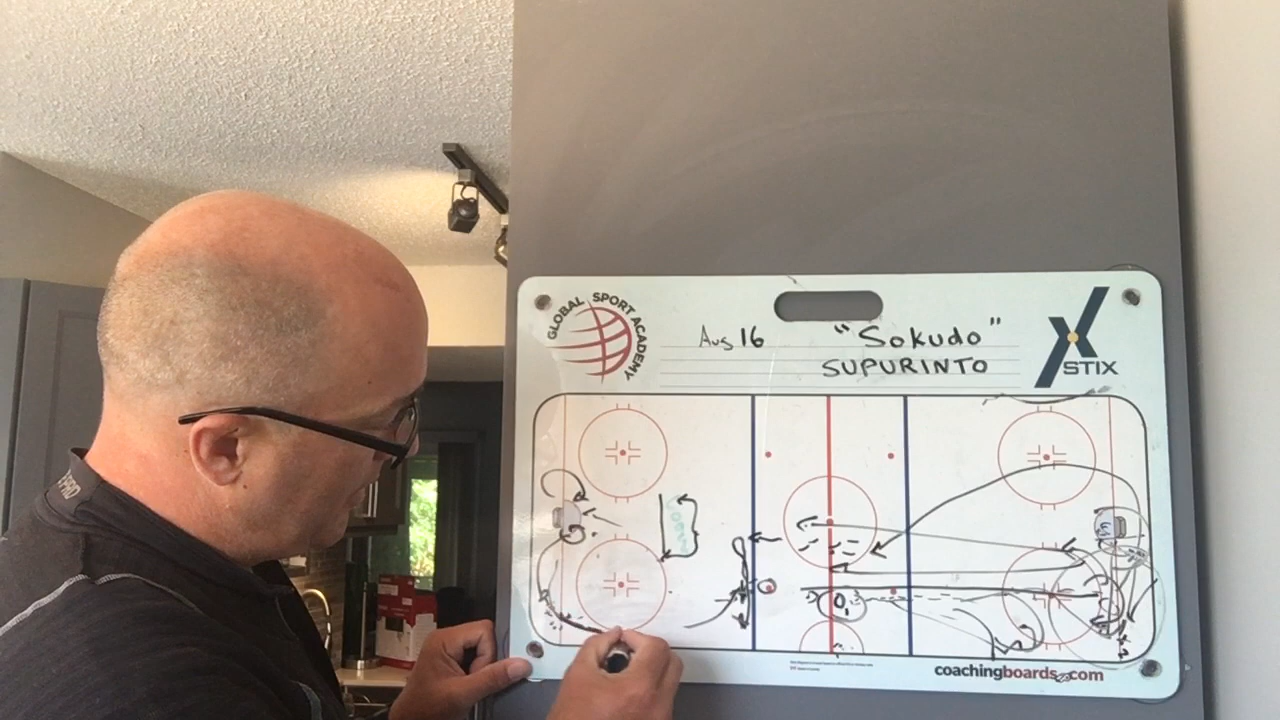 GLOBAL SPORT ACADEMY
Aug 16
"Sokudo"
SUPURINTO
STIX
coachingboards.com